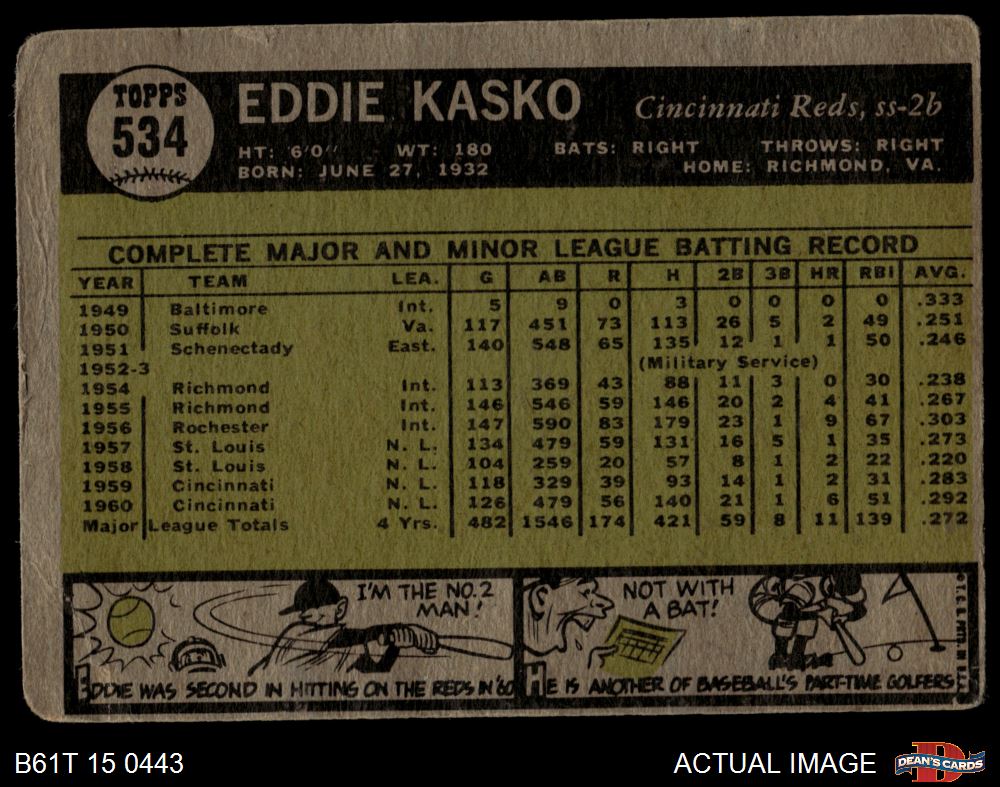 TOPPS
534
EDDIE KASKO
Cincinnati Reds, ss-2b
HT: 6'0" WT: 180 BATS: RIGHT THROWS: RIGHT
BORN: JUNE 27, 1932 HOME: RICHMOND, VA.
COMPLETE MAJOR AND MINOR LEAGUE BATTING RECORD
YEAR TEAM LEA. G AB R H 2B 3B HR RBI AVG.
1949 Baltimore Int. 5 9 0 3 0 0 0 0 .333
1950 Suffolk Va. 117 451 73 113 26 5 2 49 .251
1951 Schenectady East. 140 548 65 135 12 1 1 50 .246
1952-3 (Military Service)
1954 Richmond Int. 113 369 43 88 11 3 0 30 .238
1955 Richmond Int. 146 546 59 146 20 2 4 41 .267
1956 Rochester Int. 147 590 83 179 23 1 9 67 .303
1957 St. Louis N. L. 134 479 59 131 16 5 1 35 .273
1958 St. Louis N. L. 104 259 20 57 8 1 2 22 .220
1959 Cincinnati N. L. 118 329 39 93 14 1 2 31 .283
1960 Cincinnati N. L. 126 479 56 140 21 1 6 51 .292
Major League Totals 4 Yrs. 482 1546 174 421 59 8 11 139 .272
I'M THE NO. 2
MAN!
EDDIE WAS SECOND IN HITTING ON THE REDS IN '60
NOT WITH
A BAT!
HE IS ANOTHER OF BASEBALL'S PART-TIME GOLFERS
B61T 15 0443
ACTUAL IMAGE
D
DEAN'S CARDS